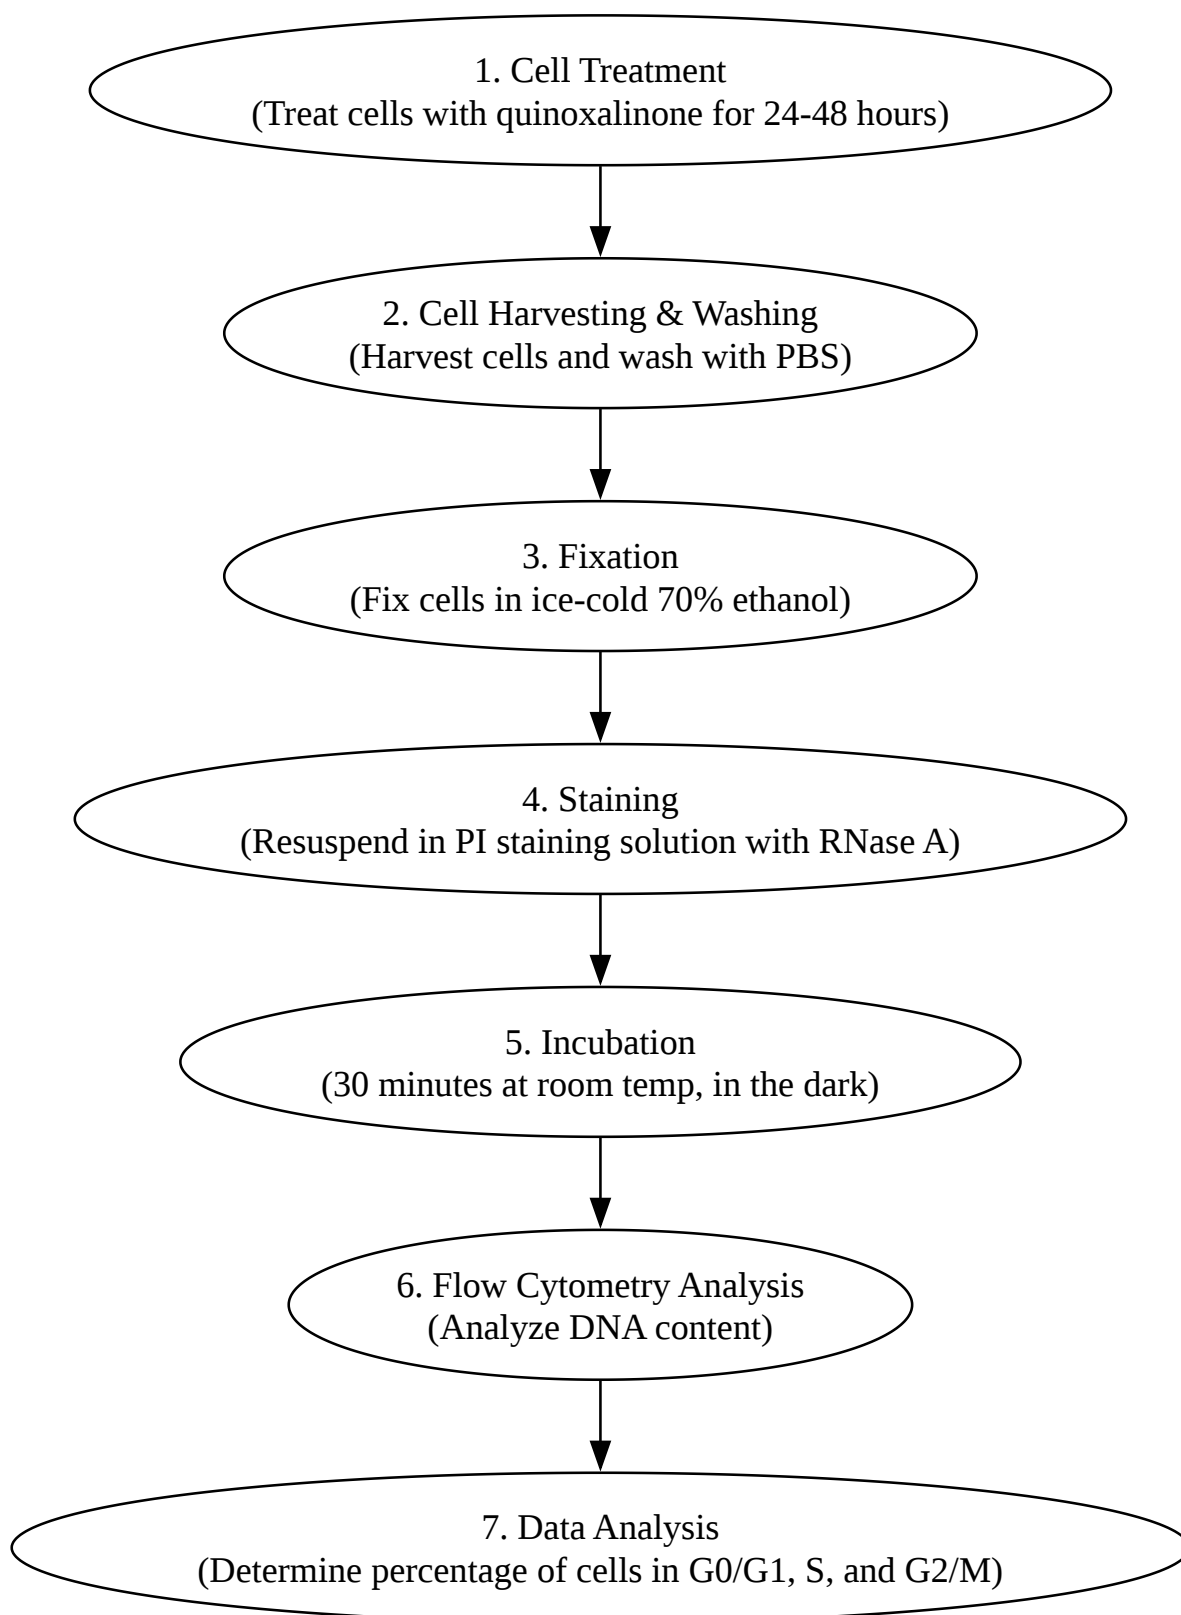 1. Cell Treatment
(Treat cells with quinoxalinone for 24-48 hours)
2. Cell Harvesting & Washing
(Harvest cells and wash with PBS)
3. Fixation
(Fix cells in ice-cold 70% ethanol)
4. Staining
(Resuspend in PI staining solution with RNase A)
5. Incubation
(30 minutes at room temp, in the dark)
6. Flow Cytometry Analysis
(Analyze DNA content)
7. Data Analysis
(Determine percentage of cells in G0/G1, S, and G2/M)